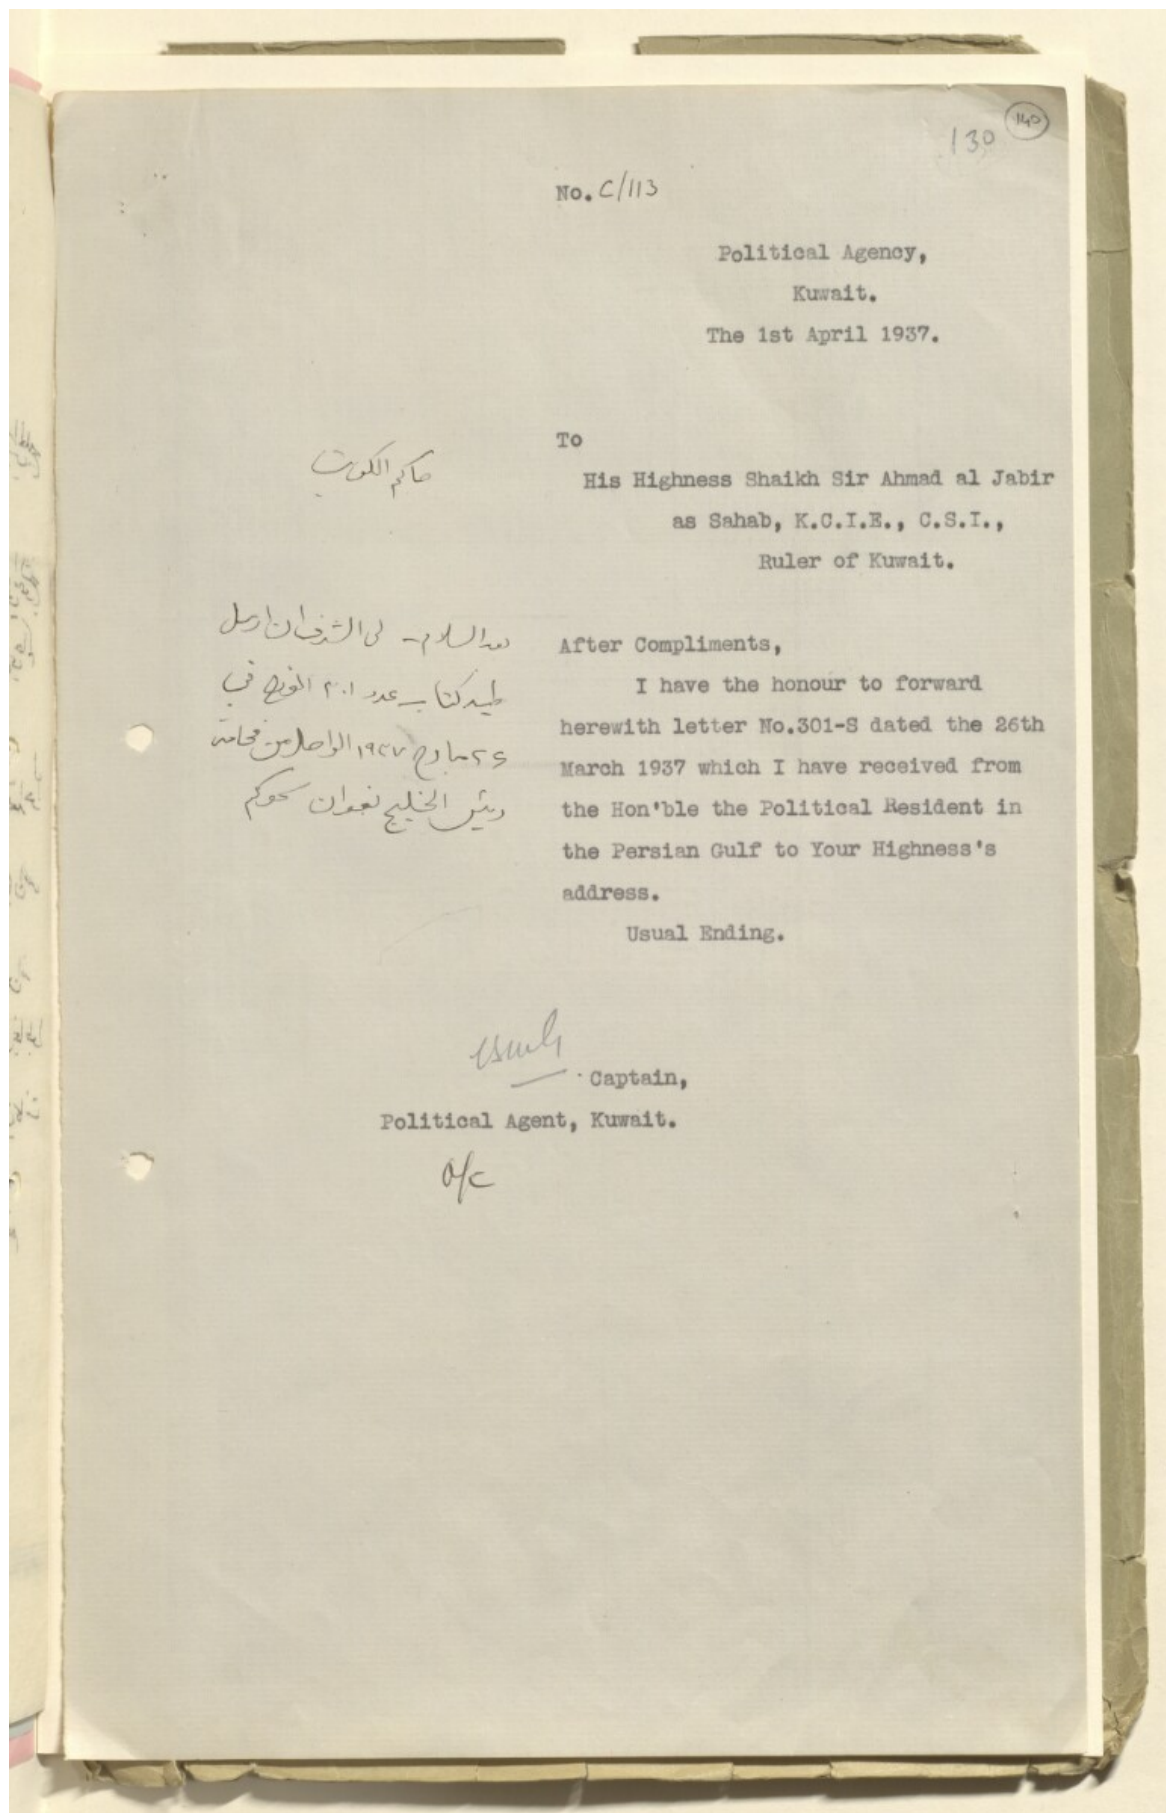 130
140
No. C/113
Political Agency,
Kuwait.
The 1st April 1937.
To
حاكم الكويت
His Highness Shaikh Sir Ahmad al Jabir
as Sahab, K.C.I.E., C.S.I.,
Ruler of Kuwait.
بعد السلام - لي الشرف ان ارسل
طيه كتاب عدد ٣٠١ المؤرخ في
٢٦ مارچ ١٩٣٧ الواصل من فخامة
رئيس الخليج لعنوان سموكم
After Compliments,
I have the honour to forward
herewith letter No.301-S dated the 26th
March 1937 which I have received from
the Hon'ble the Political Resident in
the Persian Gulf to Your Highness's
address.
Usual Ending.
Captain,
Political Agent, Kuwait.
o/c